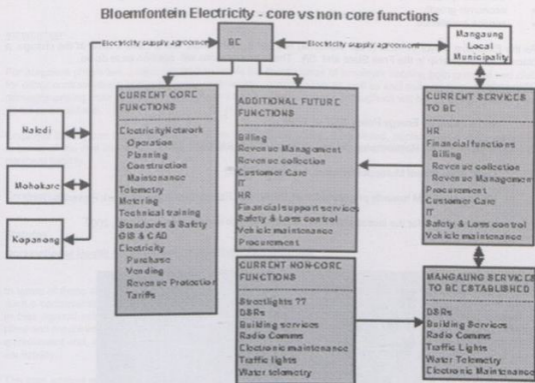 Bloemfontein Electricity - core vs non core functions
Electricity supply agreement
BE
Electricity supply agreement
Mangaung
Local
Municipality
Naledi
Mohokare
Kopanong
CURRENT CORE
FUNCTIONS
Electricity Network
Operation
Planning
Construction
Maintenance
Telemetry
Metering
Technical training
Standards & Safety
GIS & CAD
Electricity
Purchase
Vending
Revenue Protection
Tariffs
ADDITIONAL FUTURE
FUNCTIONS
Billing
Revenue Management
Revenue collection
Customer Care
IT
HR
Financial support services
Safety & Loss control
Vehicle maintenance
Procurement
CURRENT SERVICES
TO BE
HR
Financial functions
Billing
Revenue collection
Revenue Management
Procurement
Customer Care
IT
Safety & Loss control
Vehicle maintenance
CURRENT NON-CORE
FUNCTIONS
Streetlights ??
DSRs
Building services
Radio Comms
Electronic maintenance
Traffic lights
Water telemetry
MANGAUNG SERVICES
TO BE ESTABLISHED
DSRs
Building Services
Radio Comms
Traffic Lights
Water Telemetry
Electronic Maintenance